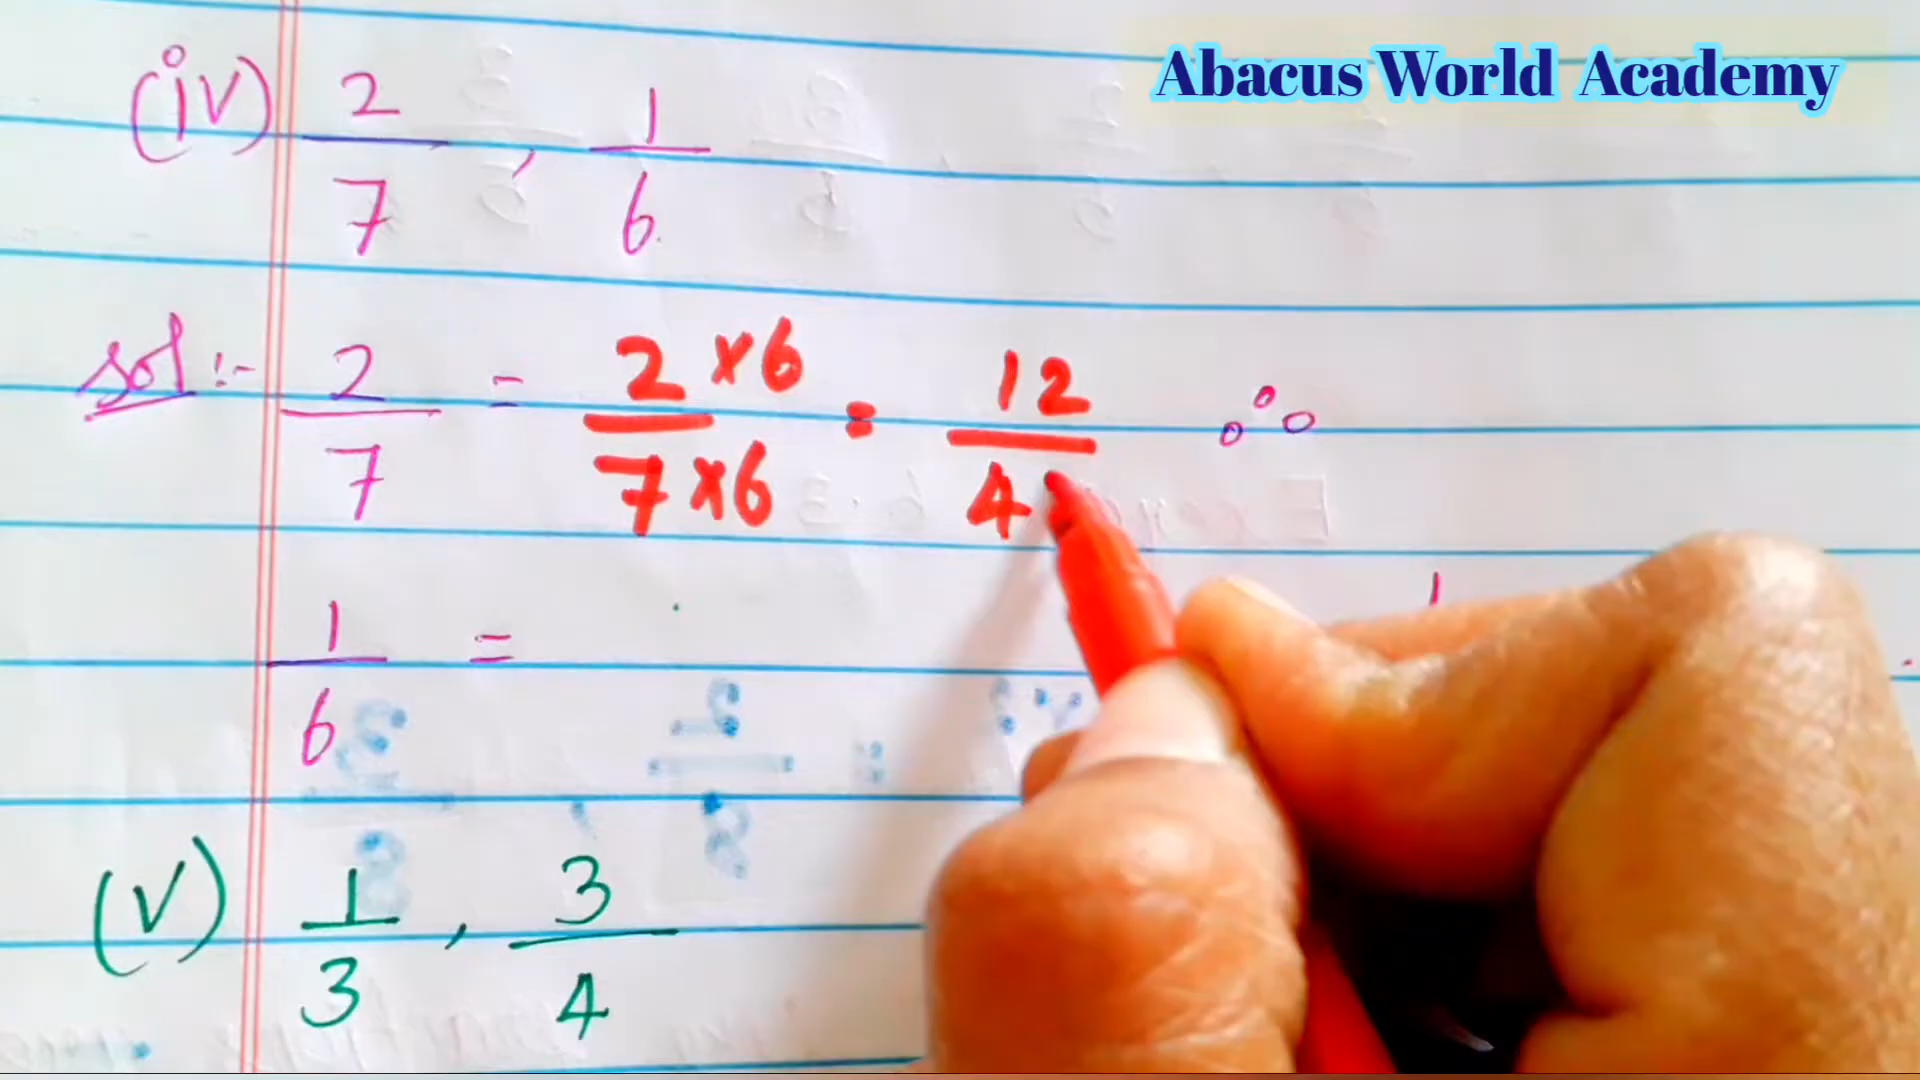 Abacus World Academy
(iv) 2/7 , 1/6
sol :- 2/7 = 2×6/7×6 = 12/4 ∴
1/6 =
(V) 1/3 , 3/4